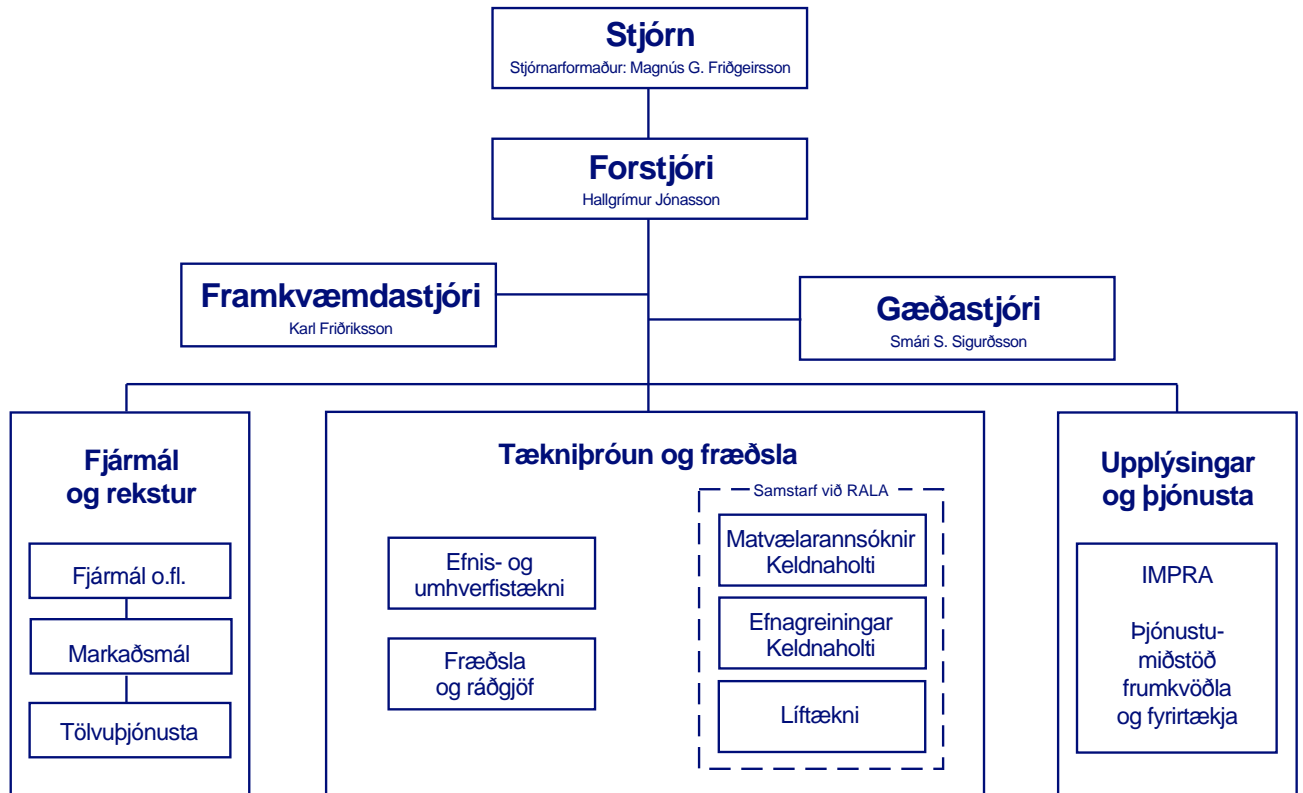 Stjórn
Stjórnarformaður: Magnús G. Friðgeirsson
Forstjóri
Hallgrímur Jónasson
Framkvæmdastjóri
Karl Friðriksson
Gæðastjóri
Smári S. Sigurðsson
Fjármál
og rekstur
Fjármál o.fl.
Markaðsmál
Tölvuþjónusta
Tækniþróun og fræðsla
Efnis- og
umhverfistækni
Fræðsla
og ráðgjöf
Samstarf við RALA
Matvælarannsóknir
Keldnaholti
Efnagreiningar
Keldnaholti
Líftækni
Upplýsingar
og þjónusta
IMPRA
Þjónustu-
miðstöð
frumkvöðla
og fyrirtækja